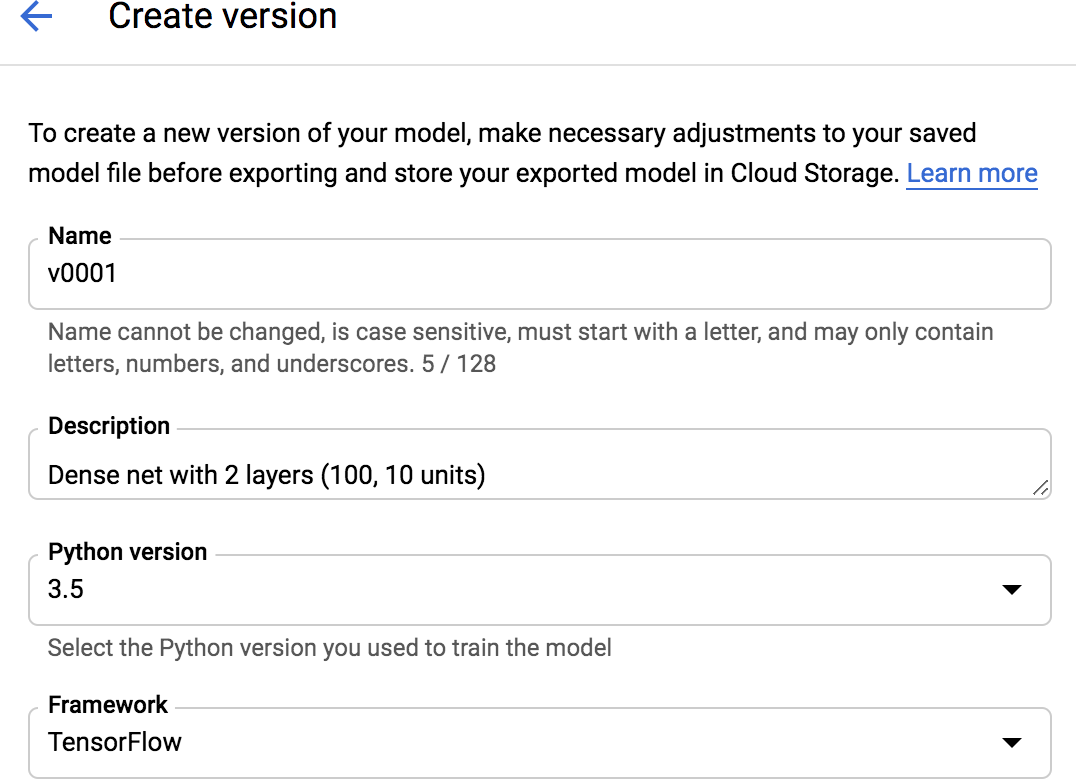 Create version
To create a new version of your model, make necessary adjustments to your saved
model file before exporting and store your exported model in Cloud Storage. Learn more
Name
v0001
Name cannot be changed, is case sensitive, must start with a letter, and may only contain
letters, numbers, and underscores. 5 / 128
Description
Dense net with 2 layers (100, 10 units)
Python version
3.5
Select the Python version you used to train the model
Framework
TensorFlow